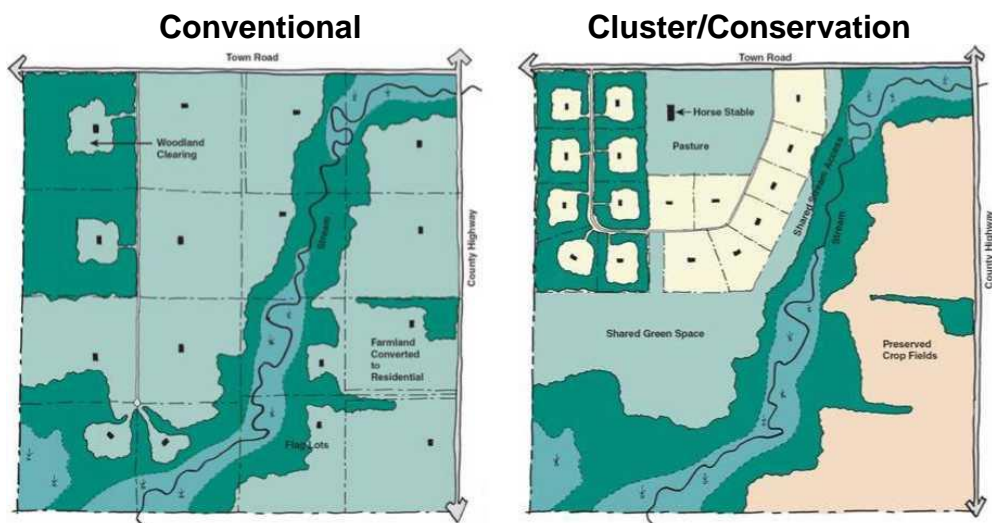 Conventional
Town Road
Woodland
Clearing
Stream
County Highway
Farmland
Converted
to
Residential
Flag Lots
Cluster/Conservation
Town Road
Horse Stable
Pasture
Shared Stream Access
Stream
County Highway
Shared Green Space
Preserved
Crop Fields